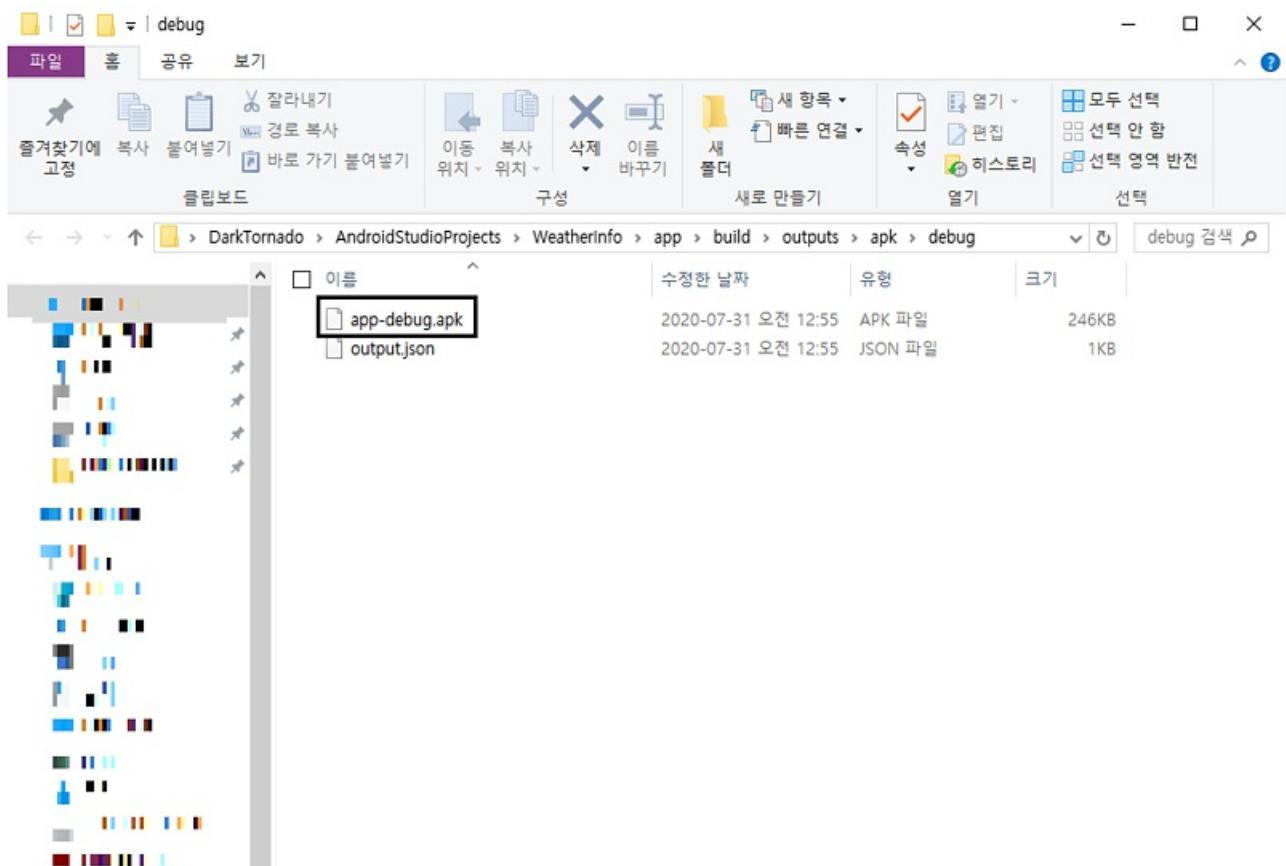 debug
파일 홈 공유 보기
즐겨찾기에 고정
복사
붙여넣기
잘라내기
경로 복사
바로 가기 붙여넣기
클립보드
이동 위치
복사 위치
삭제
이름 바꾸기
구성
새 폴더
새 항목
빠른 연결
새로 만들기
속성
열기
편집
히스토리
열기
모두 선택
선택 안 함
선택 영역 반전
선택
DarkTornado > AndroidStudioProjects > WeatherInfo > app > build > outputs > apk > debug
debug 검색
이름 수정한 날짜 유형 크기
app-debug.apk 2020-07-31 오전 12:55 APK 파일 246KB
output.json 2020-07-31 오전 12:55 JSON 파일 1KB